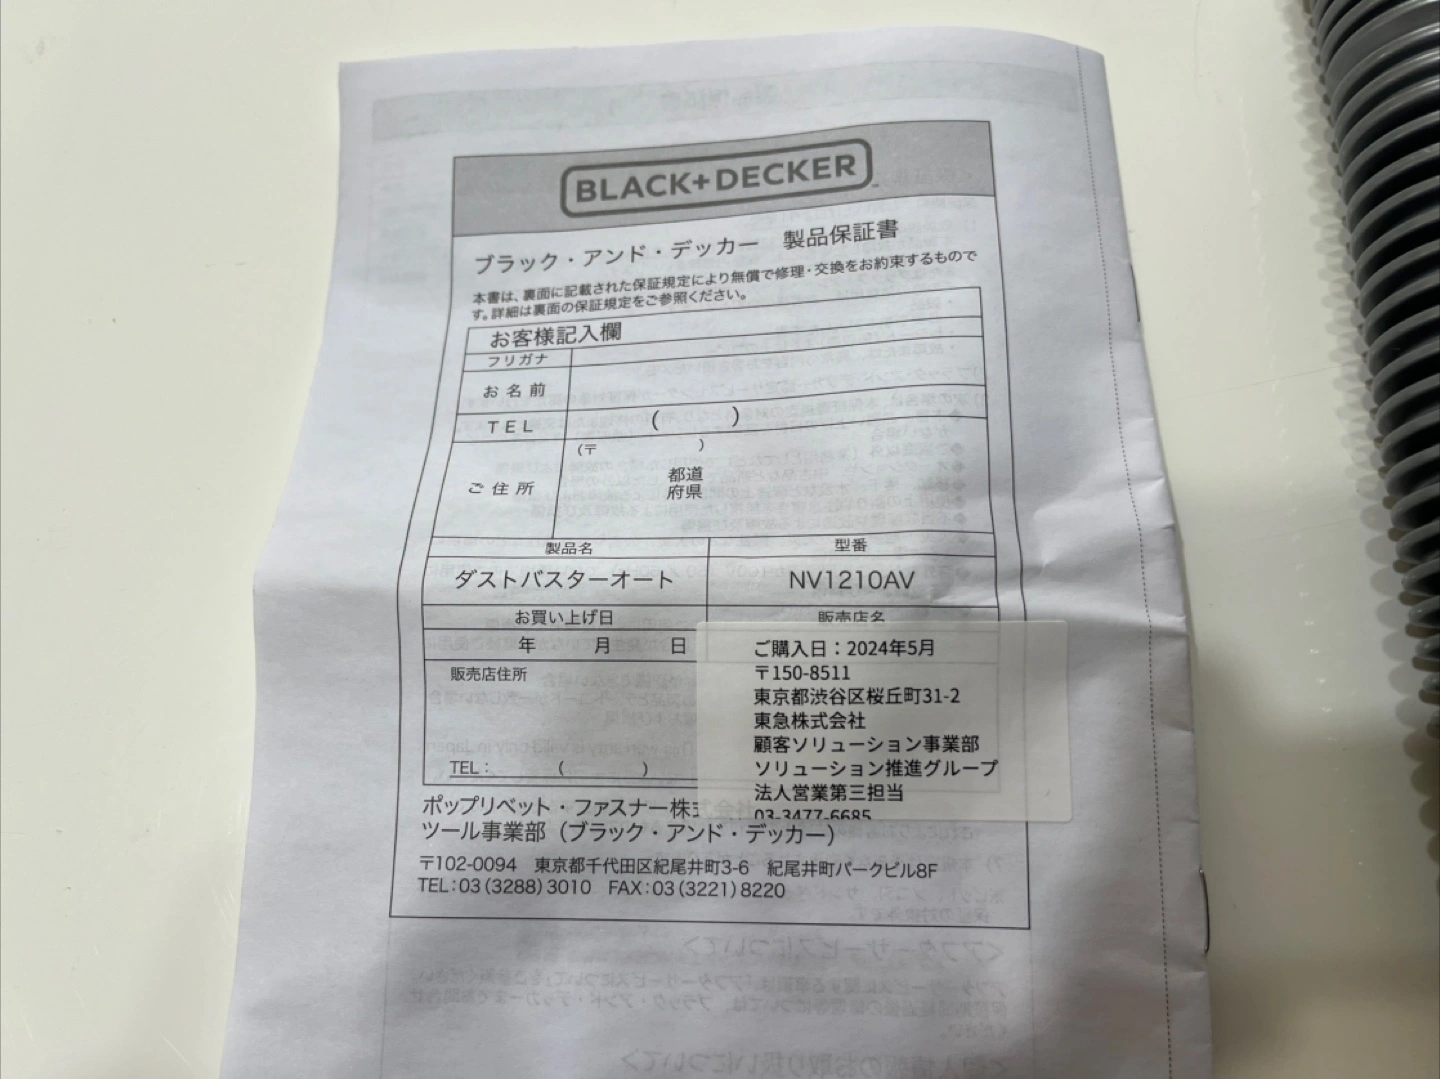 BLACK+DECKER
ブラック・アンド・デッカー 製品保証書
本書は、裏面に記載された保証規定により無償で修理・交換をお約束するもので
す。詳細は裏面の保証規定をご参照ください。
お客様記入欄
フリガナ
お名前
TEL ( )
ご住所 (〒 )
都道
府県
製品名 型番
ダストバスターオート NV1210AV
お買い上げ日 販売店名
年 月 日
ご購入日：2024年5月
〒150-8511
東京都渋谷区桜丘町31-2
東急株式会社
顧客ソリューション事業部
ソリューション推進グループ
法人営業第三担当
03-3477-6685
販売店住所
TEL： ( )
ポップリベット・ファスナー株式会社
ツール事業部（ブラック・アンド・デッカー）
〒102-0094 東京都千代田区紀尾井町3-6 紀尾井町パークビル8F
TEL：03(3288)3010 FAX：03(3221)8220